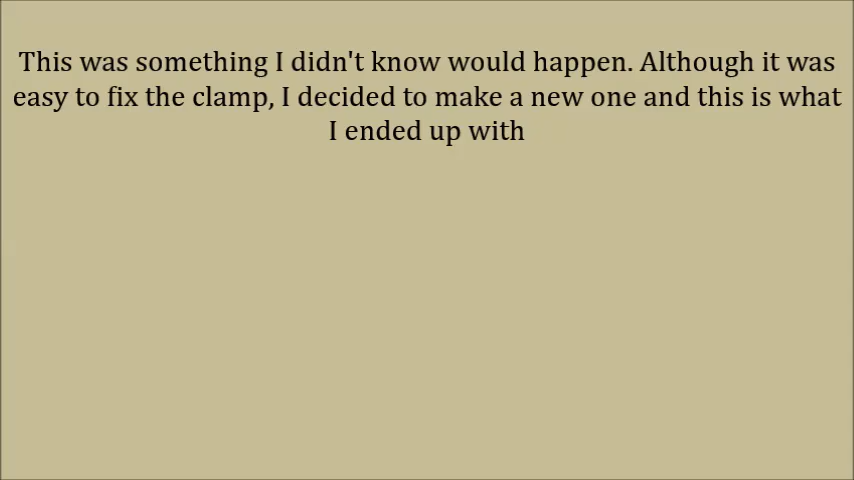 This was something I didn't know would happen. Although it was
easy to fix the clamp, I decided to make a new one and this is what
I ended up with